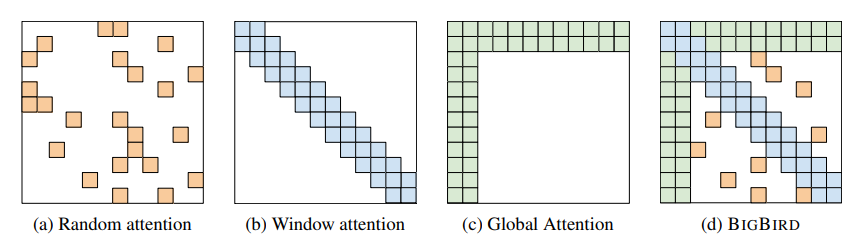 (a) Random attention
(b) Window attention
(c) Global Attention
(d) BIGBIRD